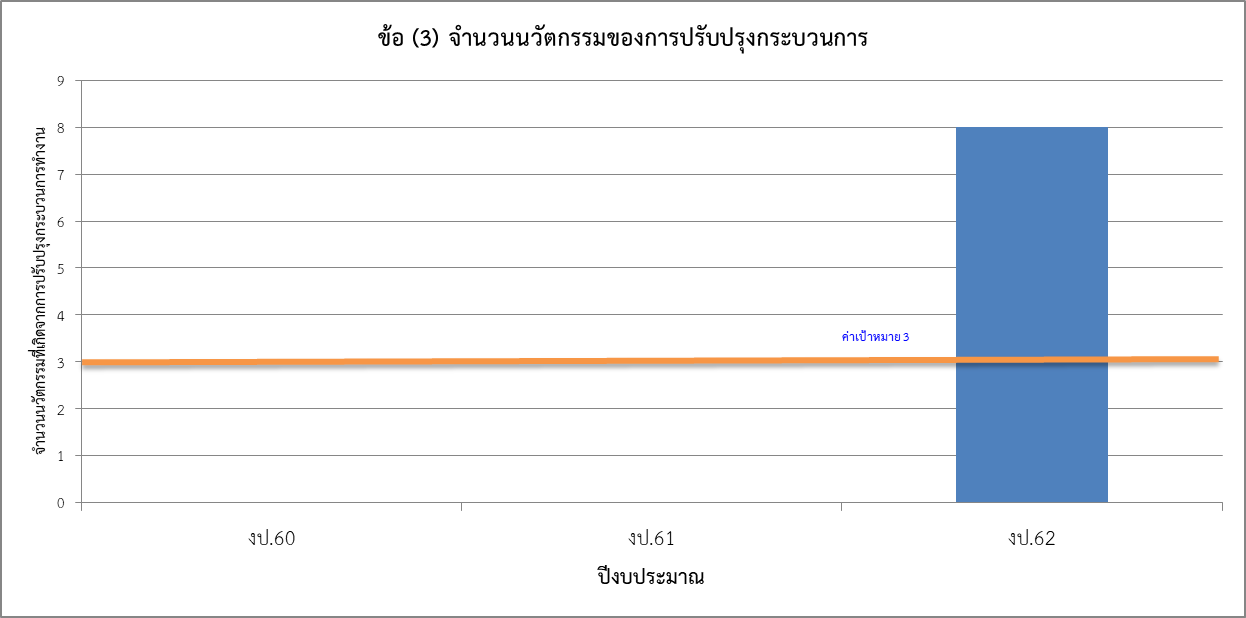 ข้อ (3) จำนวนนวัตกรรมของการปรับปรุงกระบวนการ
จำนวนนวัตกรรมที่เกิดจากการปรับปรุงกระบวนการทำงาน
9
8
7
6
5
4
3
2
1
0
ค่าเป้าหมาย 3
งป.60
งป.61
งป.62
ปีงบประมาณ